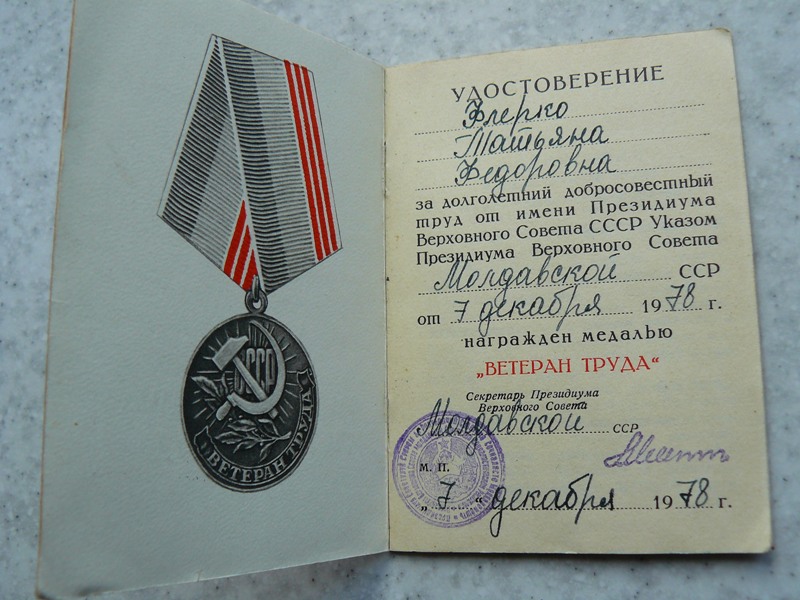 СССР
ВЕТЕРАН ТРУДА
УДОСТОВЕРЕНИЕ
Флерко
Татьяна
Федоровна
за долголетний добросовестный
труд от имени Президиума
Верховного Совета СССР Указом
Президиума Верховного Совета
Молдавской ССР
от 7 декабря 1978 г.
награжден медалью
„ВЕТЕРАН ТРУДА“
Секретарь Президиума
Верховного Совета
Молдавской ССР
М. П.
„7“ декабря 1978 г.